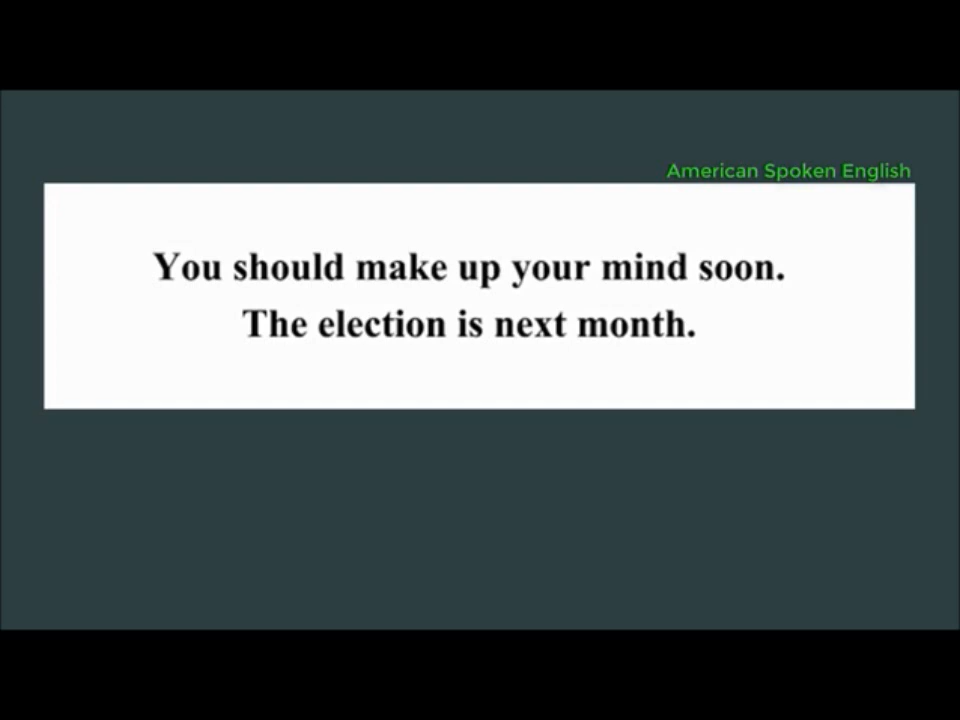 American Spoken English
You should make up your mind soon.
The election is next month.